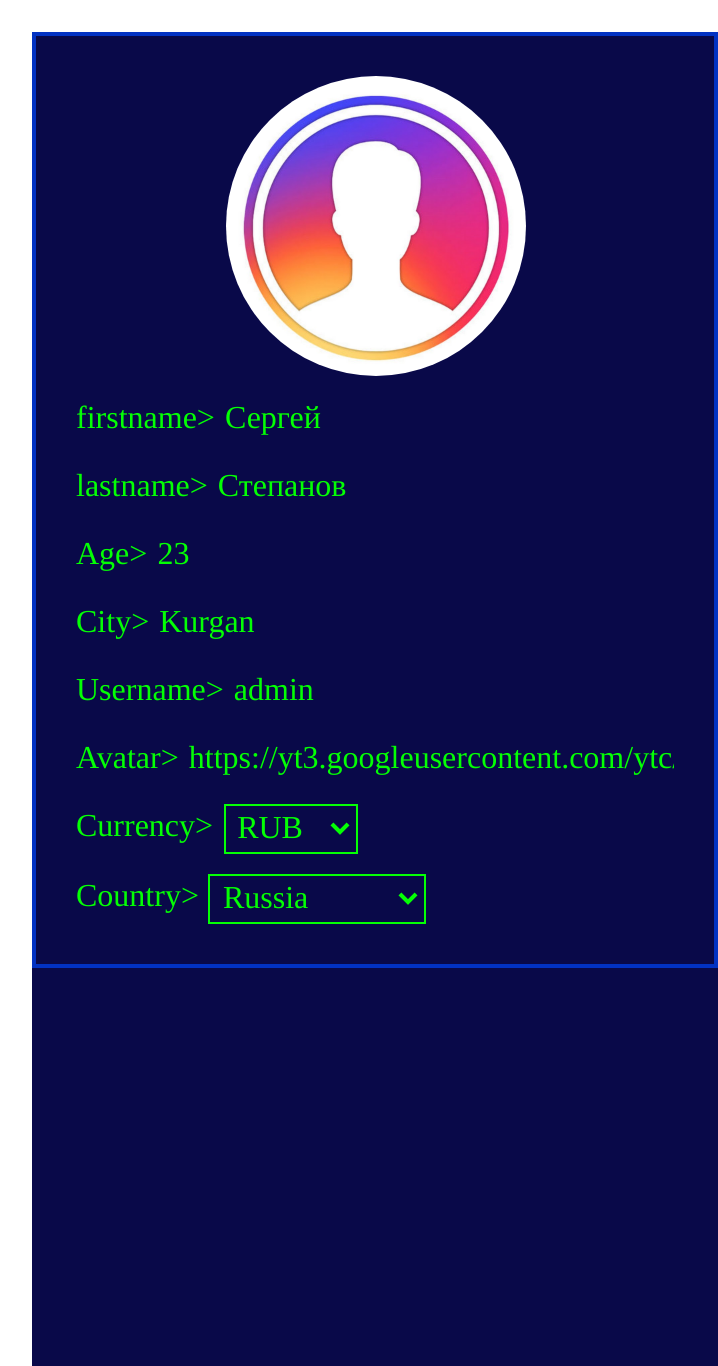 firstname> Сергей
lastname> Степанов
Age> 23
City> Kurgan
Username> admin
Avatar> https://yt3.googleusercontent.com/ytc
Currency> RUB
Country> Russia